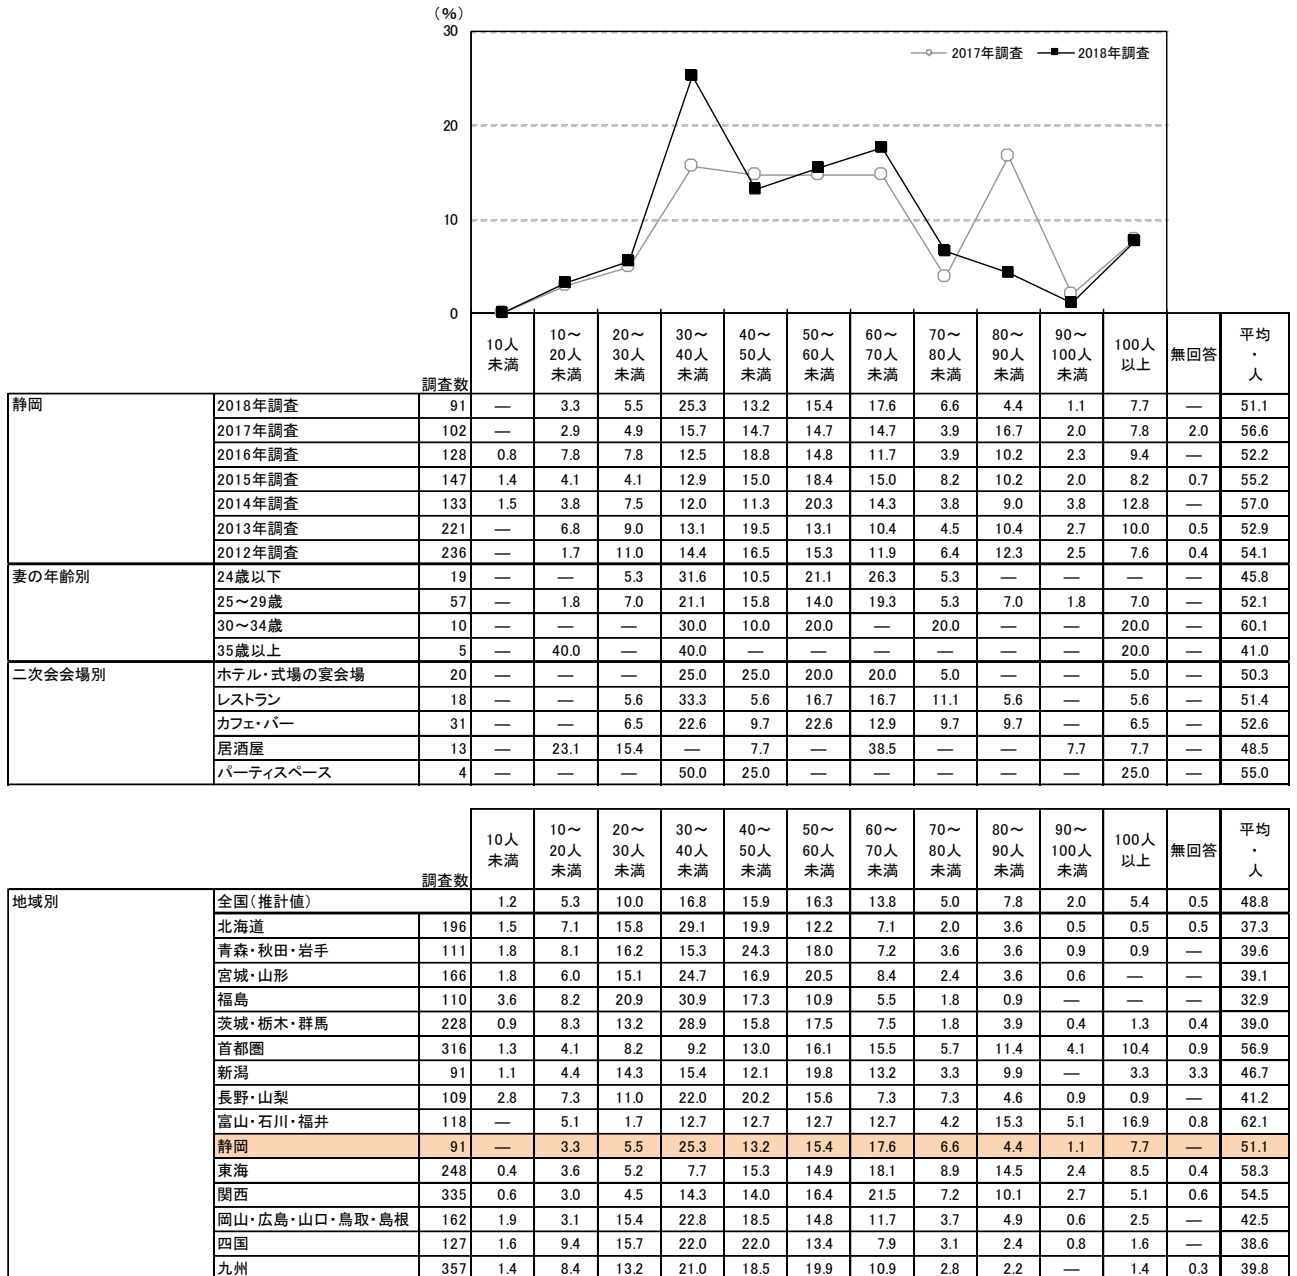 （％）
30
20
10
0
2017年調査 2018年調査
調査数 10人未満 10～20人未満 20～30人未満 30～40人未満 40～50人未満 50～60人未満 60～70人未満 70～80人未満 80～90人未満 90～100人未満 100人以上 無回答 平均・人
静岡 2018年調査 91 — 3.3 5.5 25.3 13.2 15.4 17.6 6.6 4.4 1.1 7.7 — 51.1
2017年調査 102 — 2.9 4.9 15.7 14.7 14.7 14.7 3.9 16.7 2.0 7.8 2.0 56.6
2016年調査 128 0.8 7.8 7.8 12.5 18.8 14.8 11.7 3.9 10.2 2.3 9.4 — 52.2
2015年調査 147 1.4 4.1 4.1 12.9 15.0 18.4 15.0 8.2 10.2 2.0 8.2 0.7 55.2
2014年調査 133 1.5 3.8 7.5 12.0 11.3 20.3 14.3 3.8 9.0 3.8 12.8 — 57.0
2013年調査 221 — 6.8 9.0 13.1 19.5 13.1 10.4 4.5 10.4 2.7 10.0 0.5 52.9
2012年調査 236 — 1.7 11.0 14.4 16.5 15.3 11.9 6.4 12.3 2.5 7.6 0.4 54.1
妻の年齢別 24歳以下 19 — — 5.3 31.6 10.5 21.1 26.3 5.3 — — — — 45.8
25～29歳 57 — 1.8 7.0 21.1 15.8 14.0 19.3 5.3 7.0 1.8 7.0 — 52.1
30～34歳 10 — — — 30.0 10.0 20.0 — 20.0 — — 20.0 — 60.1
35歳以上 5 — 40.0 — 40.0 — — — — — — 20.0 — 41.0
二次会会場別 ホテル・式場の宴会場 20 — — — 25.0 25.0 20.0 20.0 5.0 — — 5.0 — 50.3
レストラン 18 — — 5.6 33.3 5.6 16.7 16.7 11.1 5.6 — 5.6 — 51.4
カフェ・バー 31 — — 6.5 22.6 9.7 22.6 12.9 9.7 9.7 — 6.5 — 52.6
居酒屋 13 — 23.1 15.4 — 7.7 — 38.5 — — 7.7 7.7 — 48.5
パーティスペース 4 — — — 50.0 25.0 — — — — — 25.0 — 55.0
調査数 10人未満 10～20人未満 20～30人未満 30～40人未満 40～50人未満 50～60人未満 60～70人未満 70～80人未満 80～90人未満 90～100人未満 100人以上 無回答 平均・人
地域別 全国（推計値） 1.2 5.3 10.0 16.8 15.9 16.3 13.8 5.0 7.8 2.0 5.4 0.5 48.8
北海道 196 1.5 7.1 15.8 29.1 19.9 12.2 7.1 2.0 3.6 0.5 0.5 0.5 37.3
青森・秋田・岩手 111 1.8 8.1 16.2 15.3 24.3 18.0 7.2 3.6 3.6 0.9 0.9 — 39.6
宮城・山形 166 1.8 6.0 15.1 24.7 16.9 20.5 8.4 2.4 3.6 0.6 — — 39.1
福島 110 3.6 8.2 20.9 30.9 17.3 10.9 5.5 1.8 0.9 — — — 32.9
茨城・栃木・群馬 228 0.9 8.3 13.2 28.9 15.8 17.5 7.5 1.8 3.9 0.4 1.3 0.4 39.0
首都圏 316 1.3 4.1 8.2 9.2 13.0 16.1 15.5 5.7 11.4 4.1 10.4 0.9 56.9
新潟 91 1.1 4.4 14.3 15.4 12.1 19.8 13.2 3.3 9.9 — 3.3 3.3 46.7
長野・山梨 109 2.8 7.3 11.0 22.0 20.2 15.6 7.3 7.3 4.6 0.9 0.9 — 41.2
富山・石川・福井 118 — 5.1 1.7 12.7 12.7 12.7 12.7 4.2 15.3 5.1 16.9 0.8 62.1
静岡 91 — 3.3 5.5 25.3 13.2 15.4 17.6 6.6 4.4 1.1 7.7 — 51.1
東海 248 0.4 3.6 5.2 7.7 15.3 14.9 18.1 8.9 14.5 2.4 8.5 0.4 58.3
関西 335 0.6 3.0 4.5 14.3 14.0 16.4 21.5 7.2 10.1 2.7 5.1 0.6 54.5
岡山・広島・山口・鳥取・島根 162 1.9 3.1 15.4 22.8 18.5 14.8 11.7 3.7 4.9 0.6 2.5 — 42.5
四国 127 1.6 9.4 15.7 22.0 22.0 13.4 7.9 3.1 2.4 0.8 1.6 — 38.6
九州 357 1.4 8.4 13.2 21.0 18.5 19.9 10.9 2.8 2.2 — 1.4 0.3 39.8